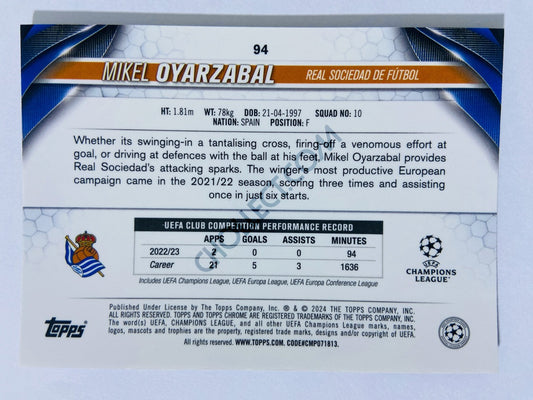 94
MIKEL OYARZABAL
REAL SOCIEDAD DE FÚTBOL
HT: 1.81m WT: 78kg DOB: 21-04-1997 SQUAD NO: 10
NATION: SPAIN POSITION: F
Whether its swinging-in a tantalising cross, firing-off a venomous effort at
goal, or driving at defences with the ball at his feet, Mikel Oyarzabal provides
Real Sociedad's attacking sparks. The winger's most productive European
campaign came in the 2021/22 season, scoring three times and assisting
once in just six starts.
UEFA CLUB COMPETITION PERFORMANCE RECORD
APPS GOALS ASSISTS MINUTES
2022/23 2 0 0 94
Career 21 5 3 1636
Includes UEFA Champions League, UEFA Europa League, UEFA Europa Conference League
UEFA
CHAMPIONS
LEAGUE
Topps
Published Under License by The Topps Company, Inc. ® & © 2024 THE TOPPS COMPANY, INC.
ALL RIGHTS RESERVED. TOPPS AND TOPPS CHROME ARE REGISTERED TRADEMARKS OF THE TOPPS COMPANY, INC.
The word(s) UEFA, CHAMPIONS LEAGUE, and all other UEFA Champions League marks, names, logos,
mascots and trophies are the property, registered trade marks, designs and/or copyright of UEFA.
All rights reserved. WWW.TOPPS.COM. CODE#CMP071813.